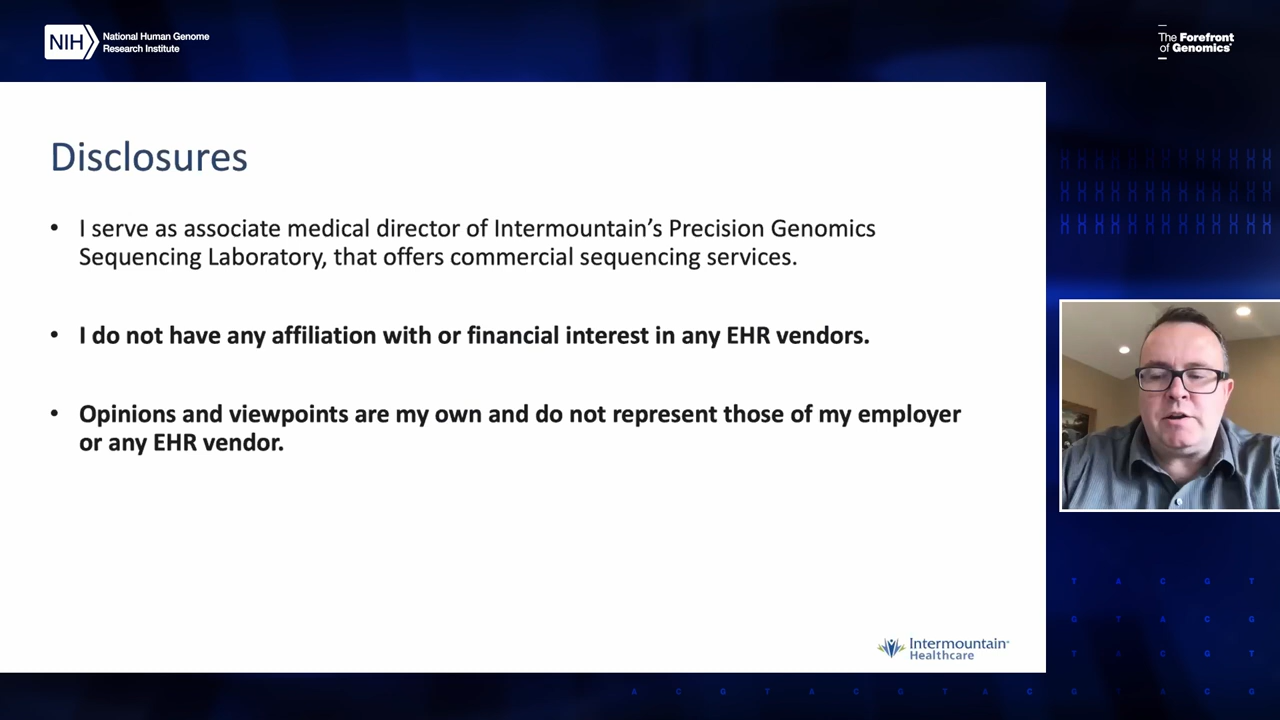 NIH
National Human Genome
Research Institute
The Forefront
of Genomics®
Disclosures
• I serve as associate medical director of Intermountain's Precision Genomics
Sequencing Laboratory, that offers commercial sequencing services.
• I do not have any affiliation with or financial interest in any EHR vendors.
• Opinions and viewpoints are my own and do not represent those of my employer
or any EHR vendor.
Intermountain
Healthcare
T A C G T
G T A C G
T A C G T
A C G T A C G T A C G T A C G